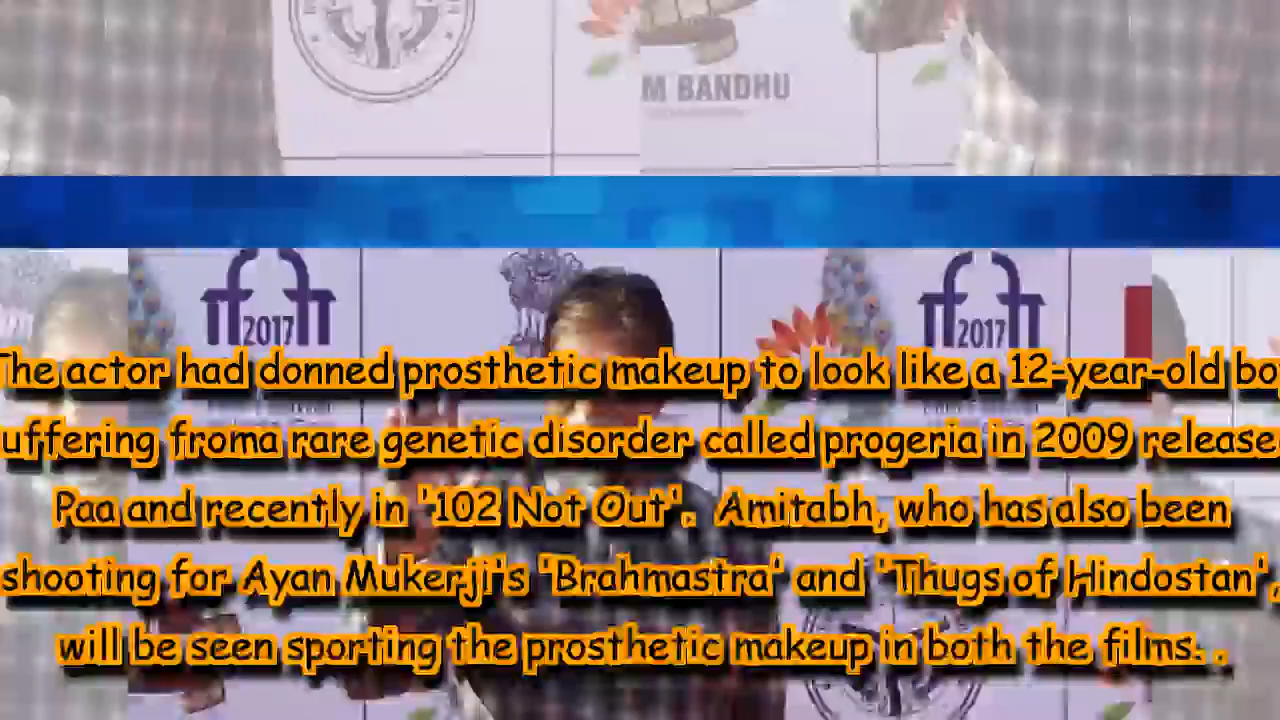 M BANDHU
2017
2017
The actor had donned prosthetic makeup to look like a 12-year-old bo
uffering froma rare genetic disorder called progeria in 2009 release
Paa and recently in '102 Not Out'. Amitabh, who has also been
shooting for Ayan Mukerji's 'Brahmastra' and 'Thugs of Hindostan',
will be seen sporting the prosthetic makeup in both the films. .